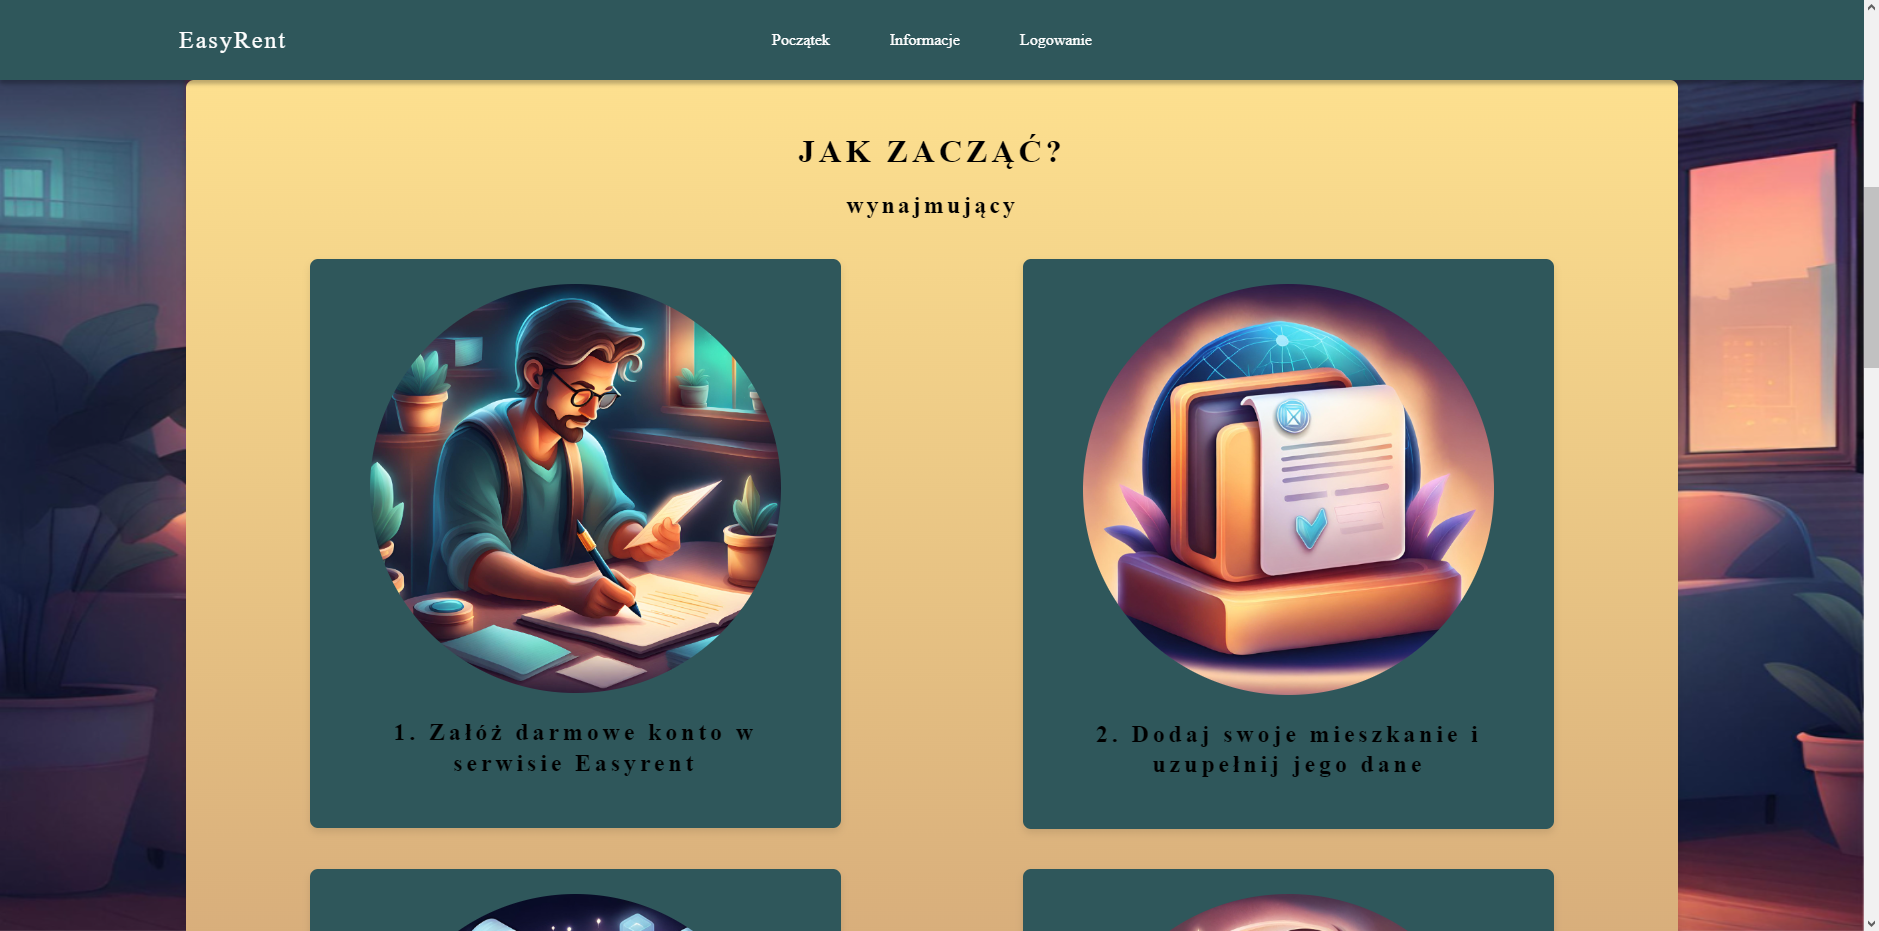 EasyRent
Początek
Informacje
Logowanie
JAK ZACZĄĆ?
wynajmujący
1. Załóż darmowe konto w
serwisie Easyrent
2. Dodaj swoje mieszkanie i
uzupełnij jego dane